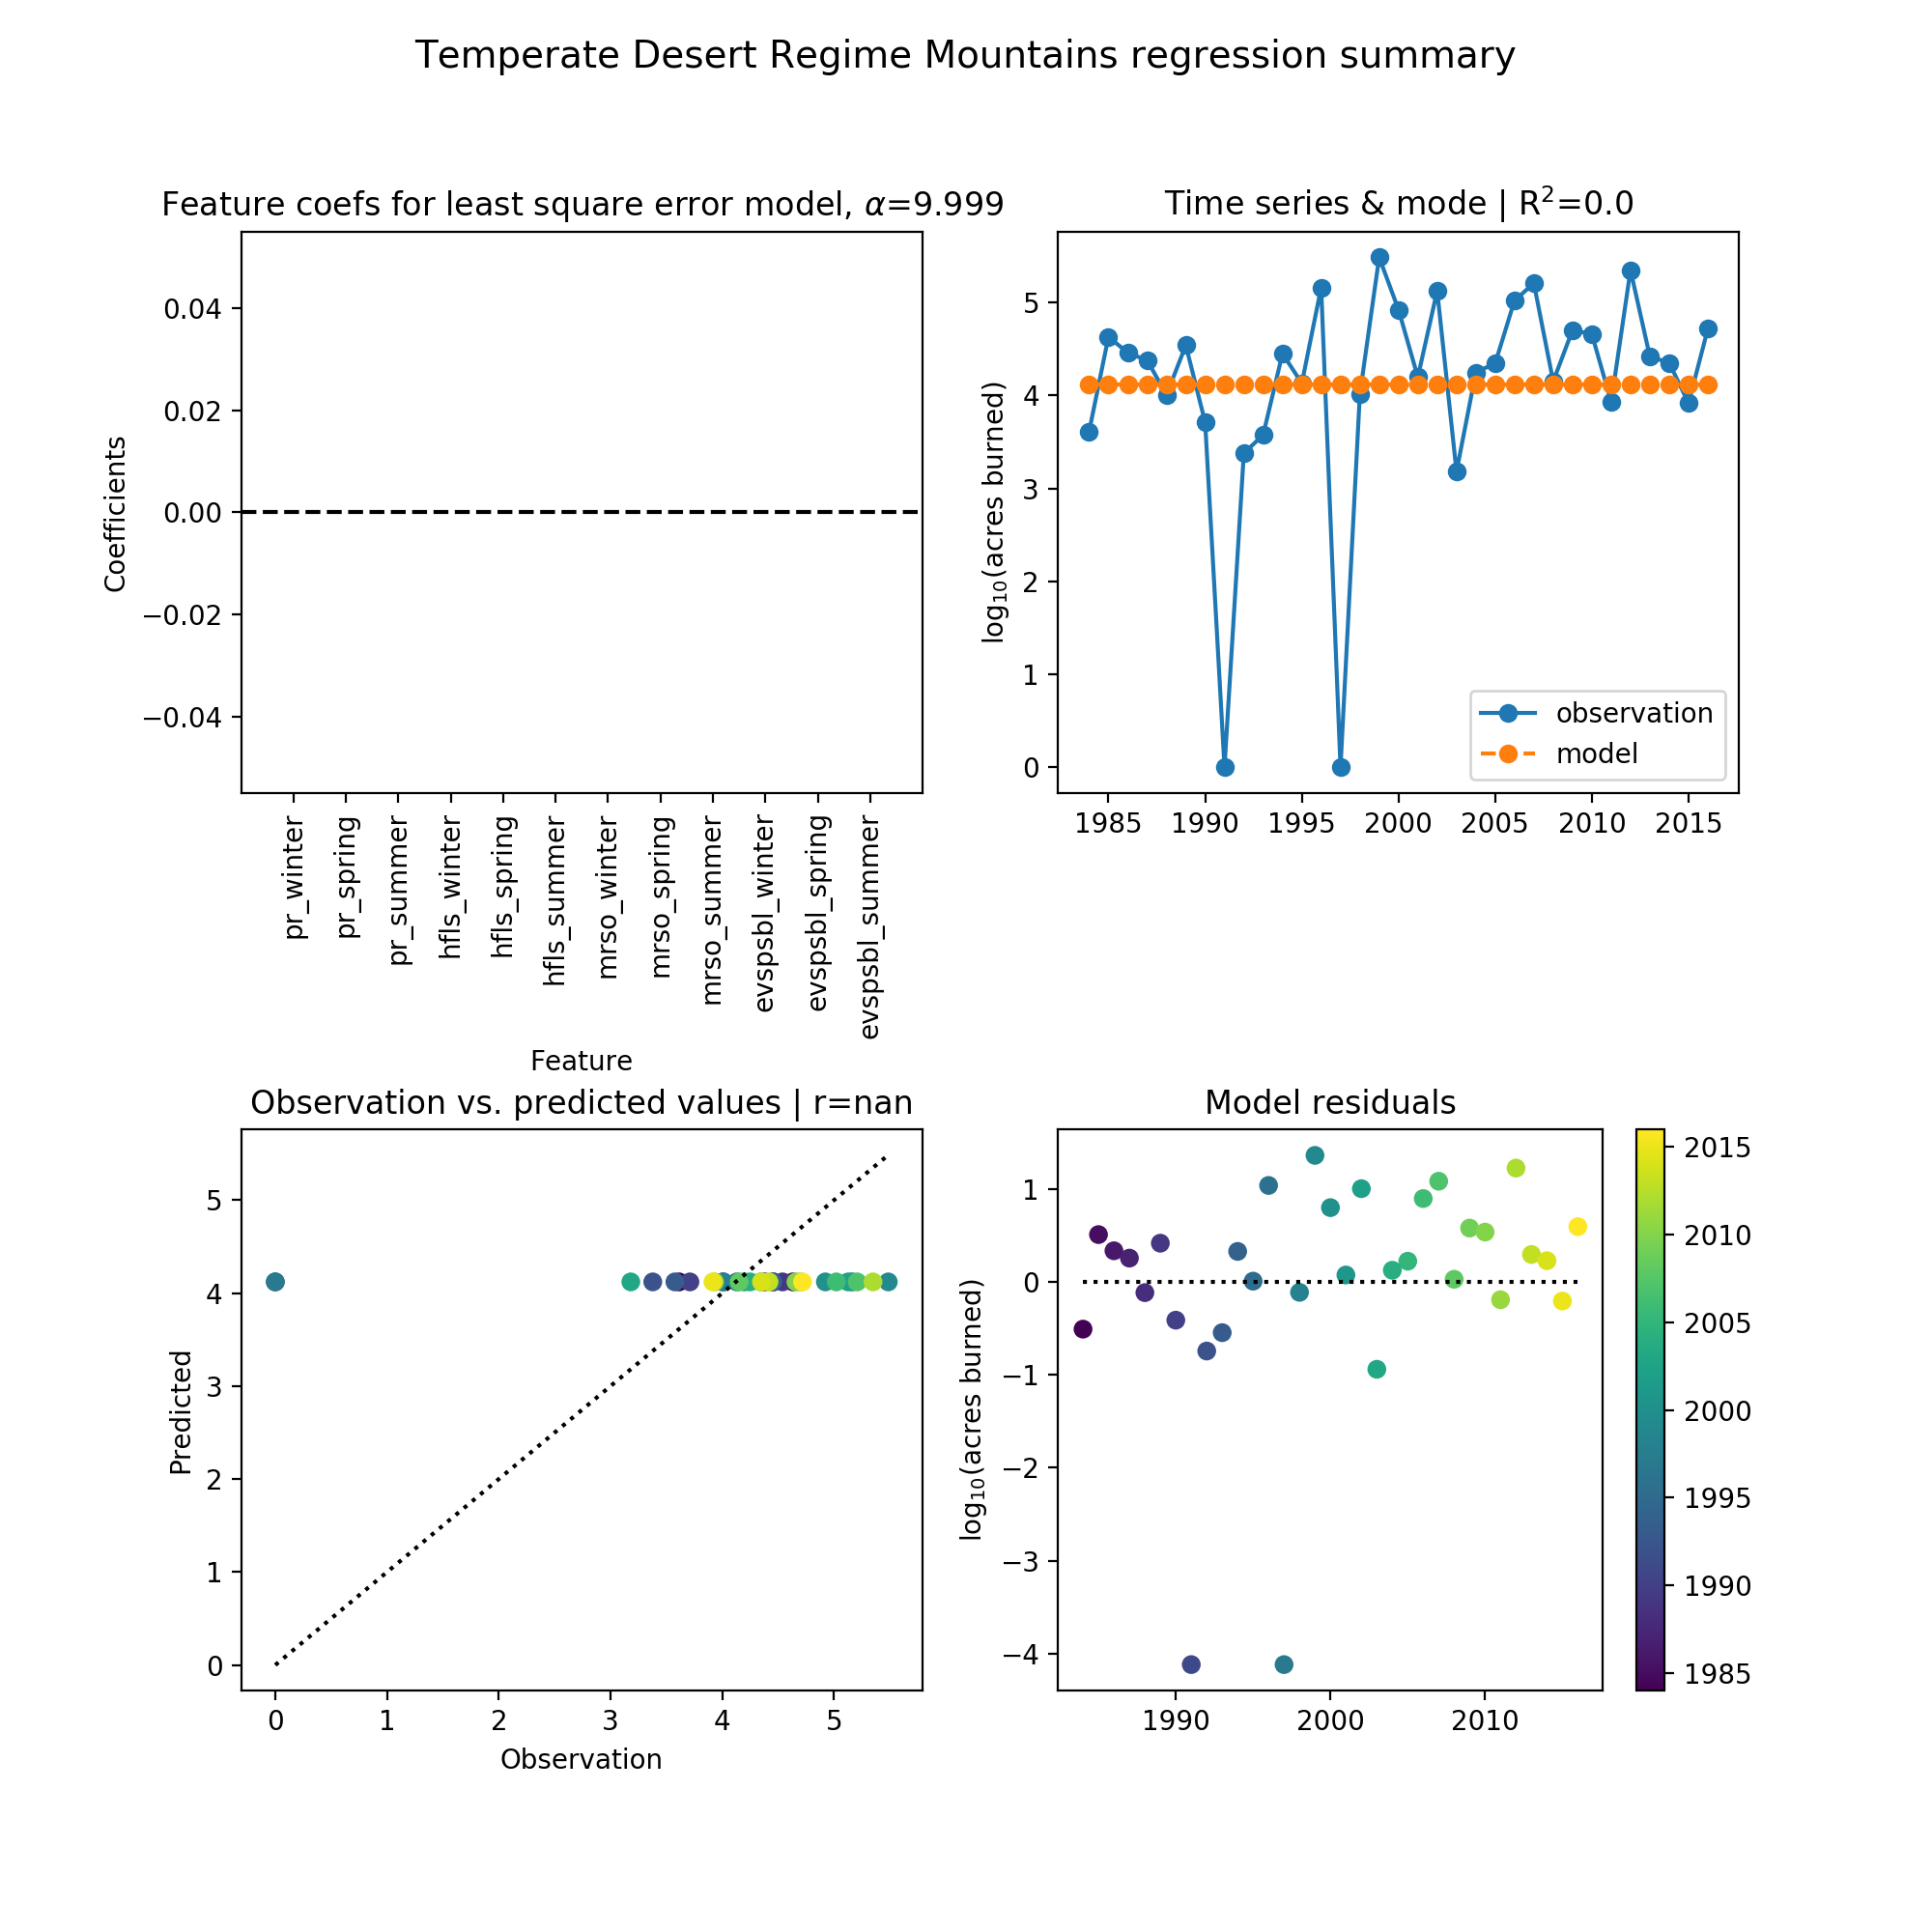 Temperate Desert Regime Mountains regression summary
Feature coefs for least square error model, α=9.999
0.04
0.02
0.00
−0.02
−0.04
Coefficients
pr_winter
pr_spring
pr_summer
hfls_winter
hfls_spring
hfls_summer
mrso_winter
mrso_spring
mrso_summer
evspsbl_winter
evspsbl_spring
evspsbl_summer
Feature
Time series & mode | R²=0.0
5
4
3
2
1
0
log₁₀(acres burned)
observation
model
1985 1990 1995 2000 2005 2010 2015
Observation vs. predicted values | r=nan
5
4
3
2
1
0
Predicted
0 1 2 3 4 5
Observation
Model residuals
1
0
−1
−2
−3
−4
log₁₀(acres burned)
1990 2000 2010
2015
2010
2005
2000
1995
1990
1985